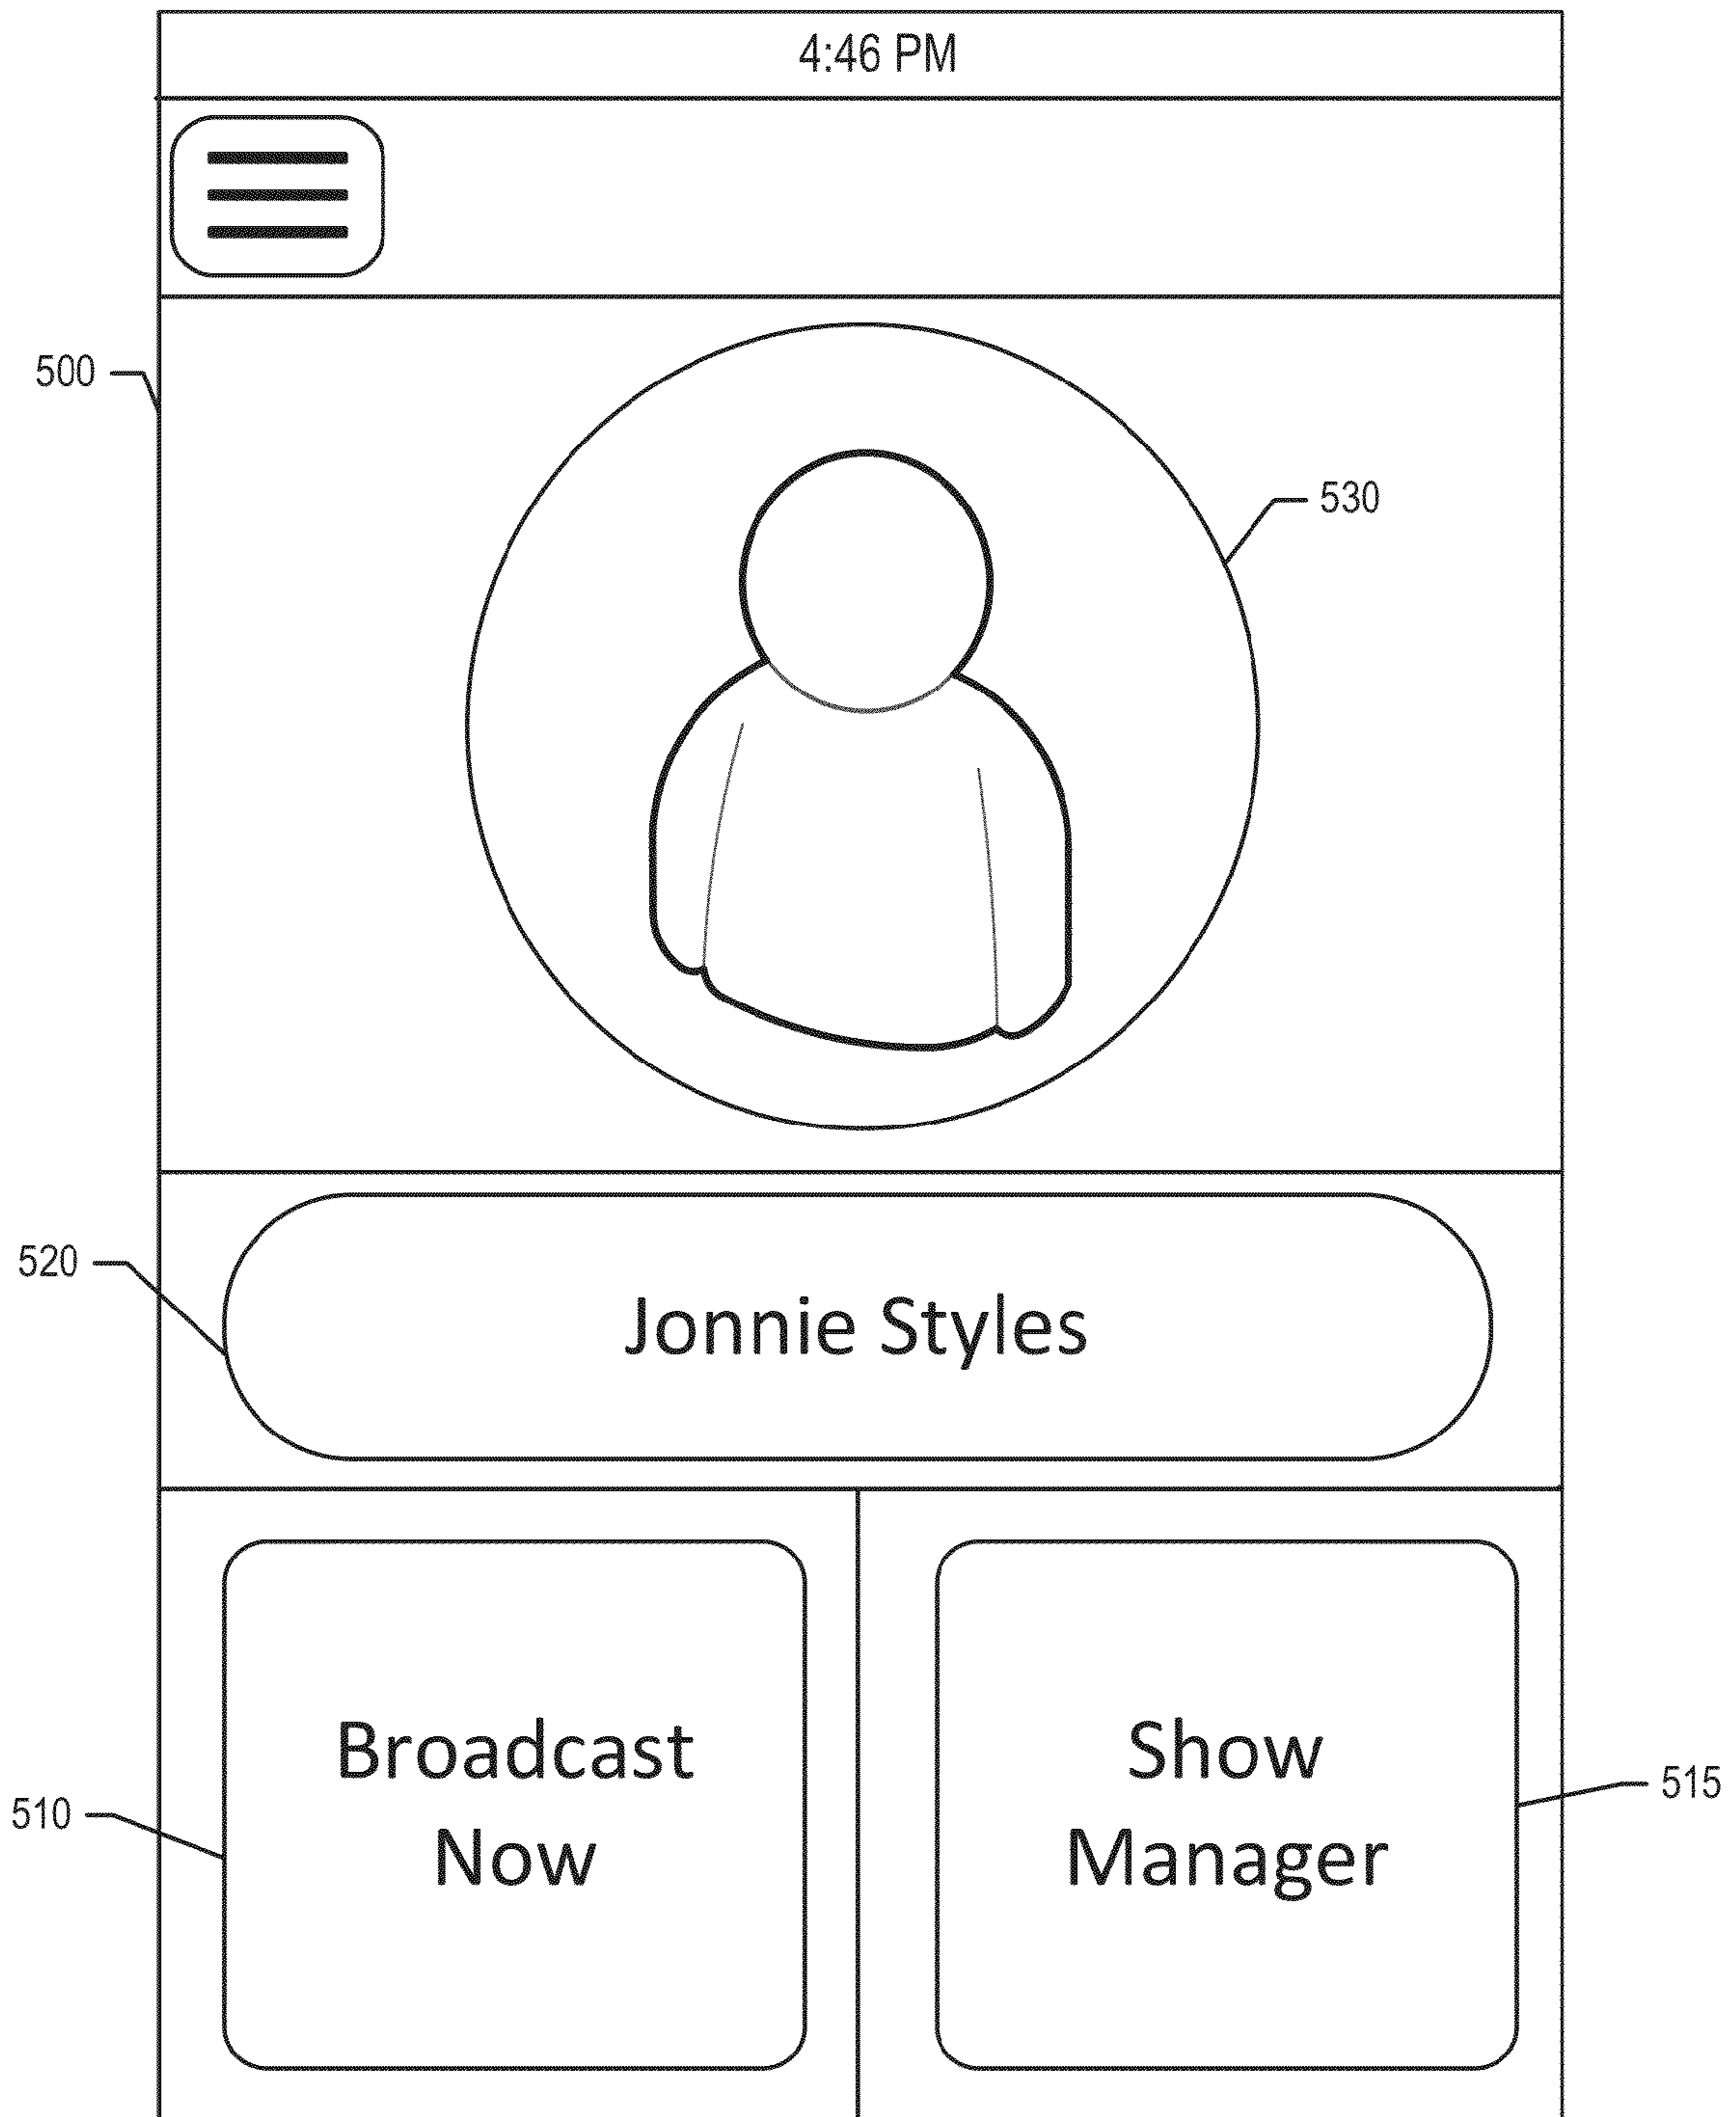 4:46 PM
500
530
520
Jonnie Styles
Broadcast
Now
510
Show
Manager
515